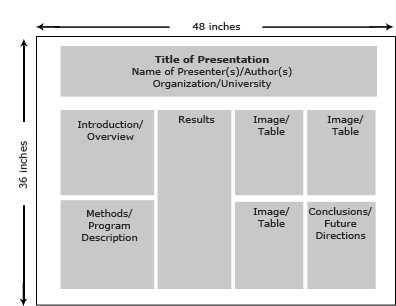 48 inches
36 inches
Title of Presentation
Name of Presenter(s)/Author(s)
Organization/University
Introduction/
Overview
Results
Image/
Table
Image/
Table
Methods/
Program
Description
Image/
Table
Conclusions/
Future
Directions